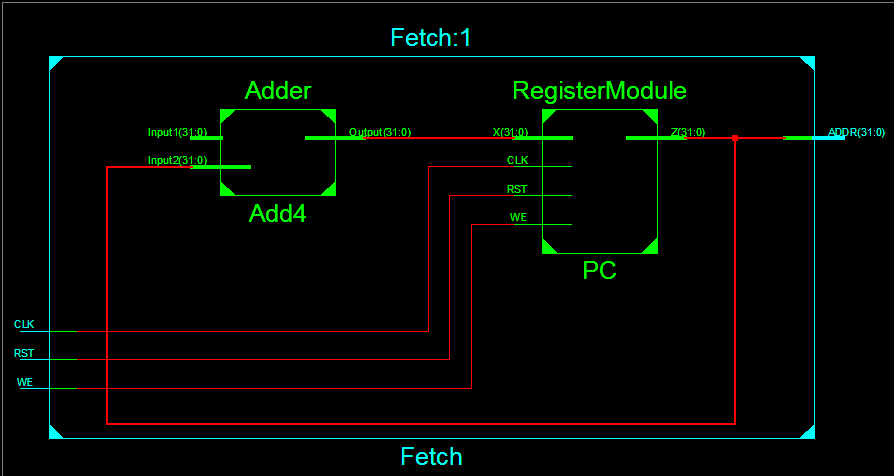 Fetch:1
Adder
RegisterModule
Input1(31:0)
Output(31:0)
X(31:0)
Z(31:0)
ADDR(31:0)
Input2(31:0)
CLK
RST
WE
Add4
PC
CLK
RST
WE
Fetch